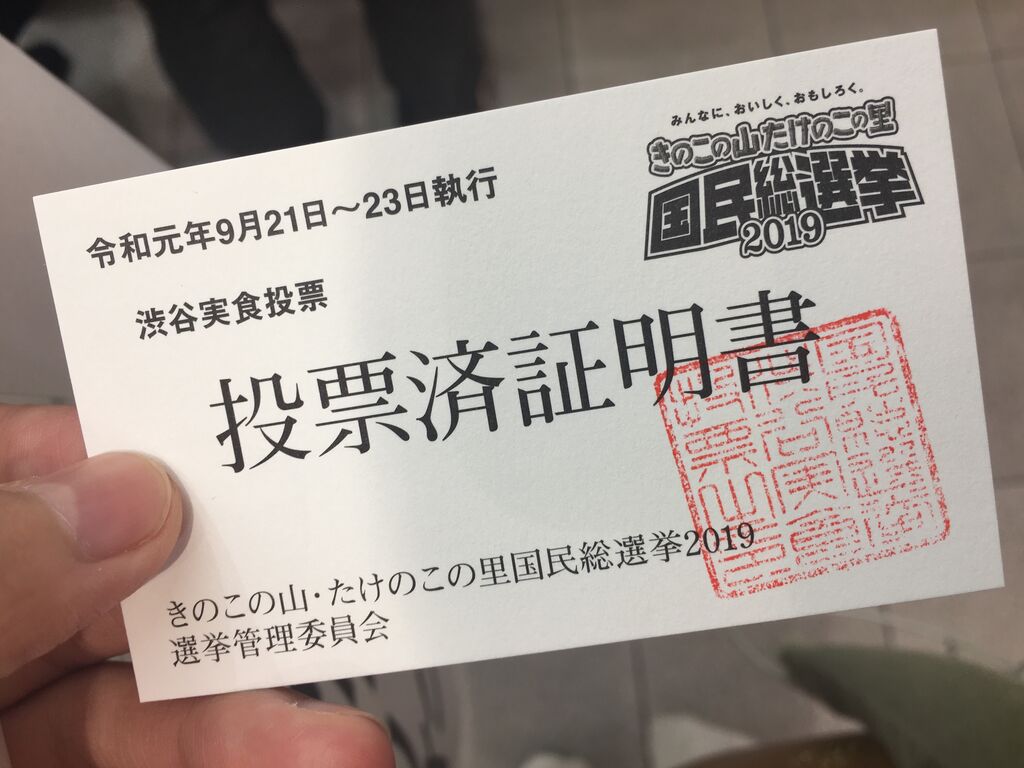 みんなに、おいしく、おもしろく。
きのこの山たけのこの里
国民総選挙
2019
令和元年9月21日～23日執行
渋谷実食投票
投票済証明書
きのこの山・たけのこの里国民総選挙2019
選挙管理委員会